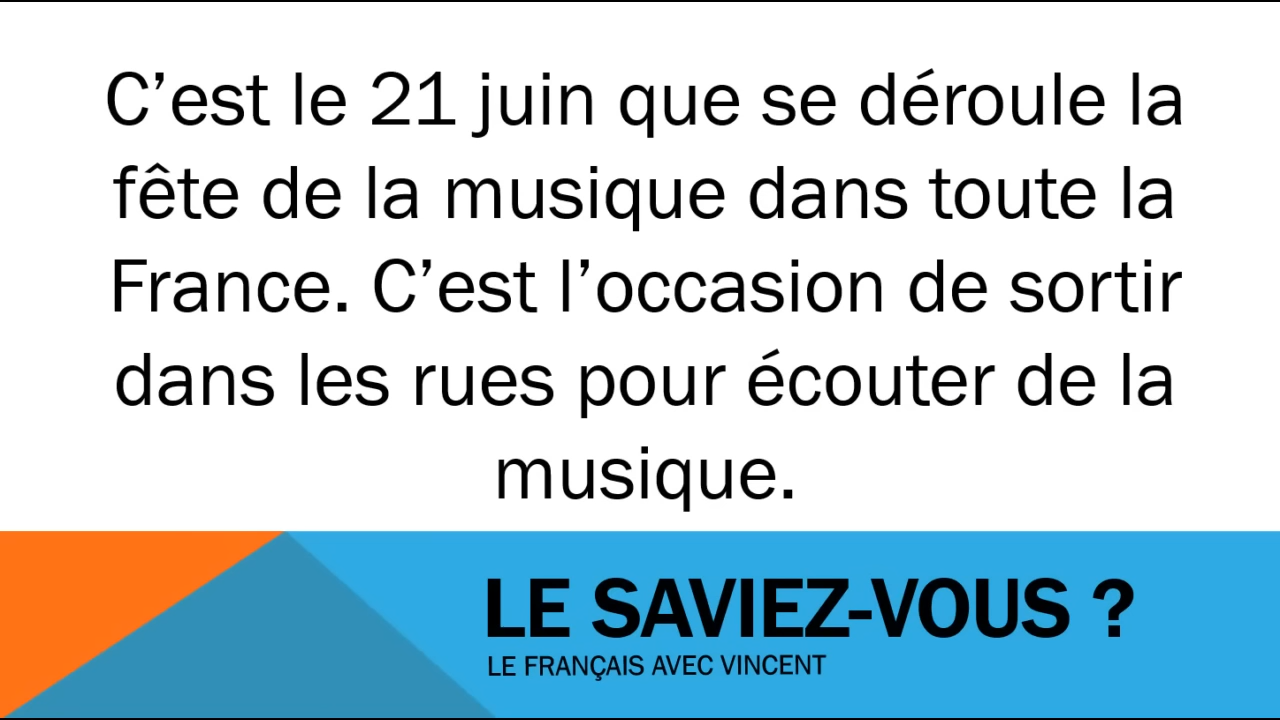 C’est le 21 juin que se déroule la
fête de la musique dans toute la
France. C’est l’occasion de sortir
dans les rues pour écouter de la
musique.
LE SAVIEZ-VOUS ?
LE FRANÇAIS AVEC VINCENT